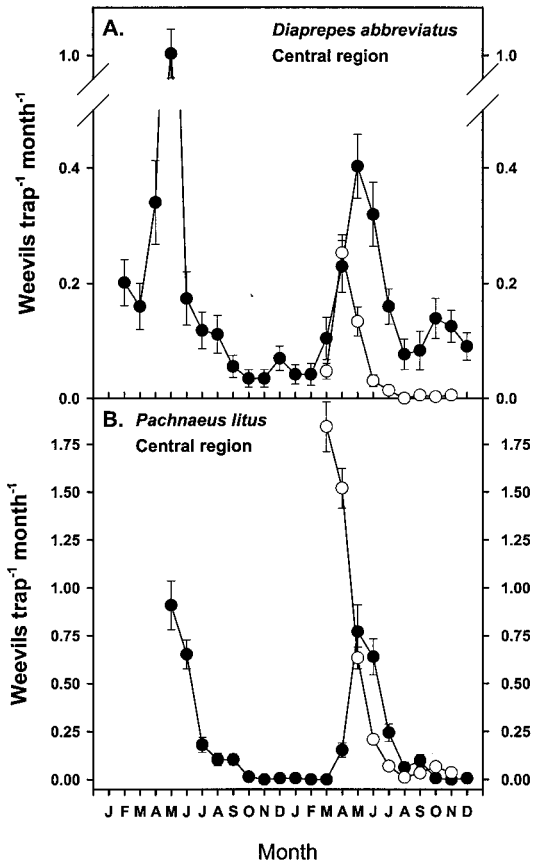 A. Diaprepes abbreviatus
Central region
1.0 1.0
0.4 0.4
0.2 0.2
0.0 0.0
Weevils trap⁻¹ month⁻¹
B. Pachnaeus litus
Central region
1.75 1.75
1.50 1.50
1.25 1.25
1.00 1.00
0.75 0.75
0.50 0.50
0.25 0.25
0.00 0.00
Weevils trap⁻¹ month⁻¹
J F M A M J J A S O N D J F M A M J J A S O N D
Month